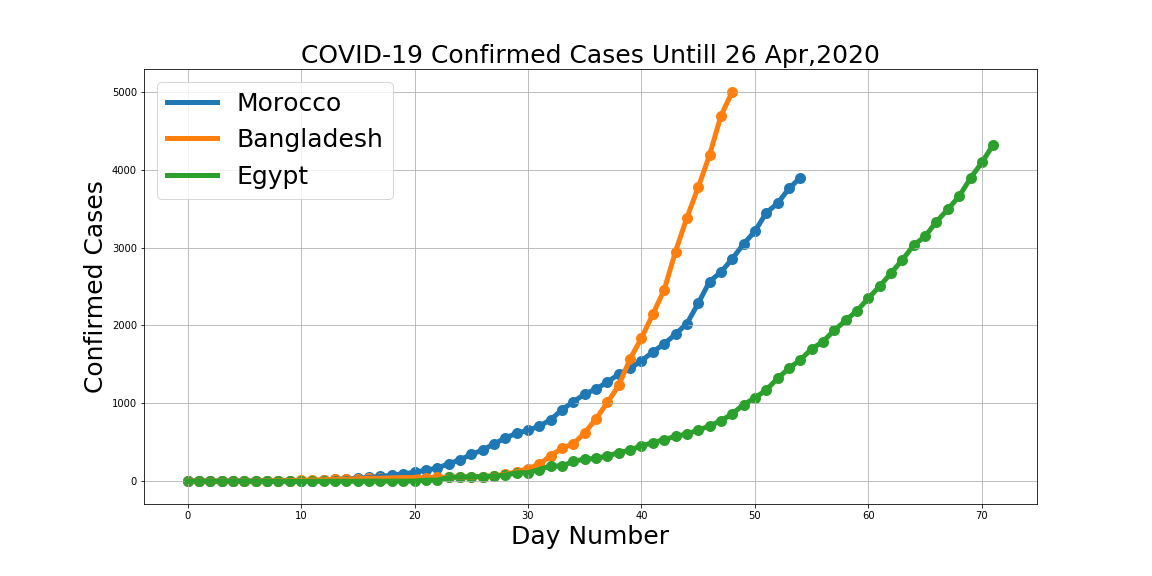 COVID-19 Confirmed Cases Untill 26 Apr,2020
Morocco
Bangladesh
Egypt
Confirmed Cases
5000
4000
3000
2000
1000
0
0 10 20 30 40 50 60 70
Day Number